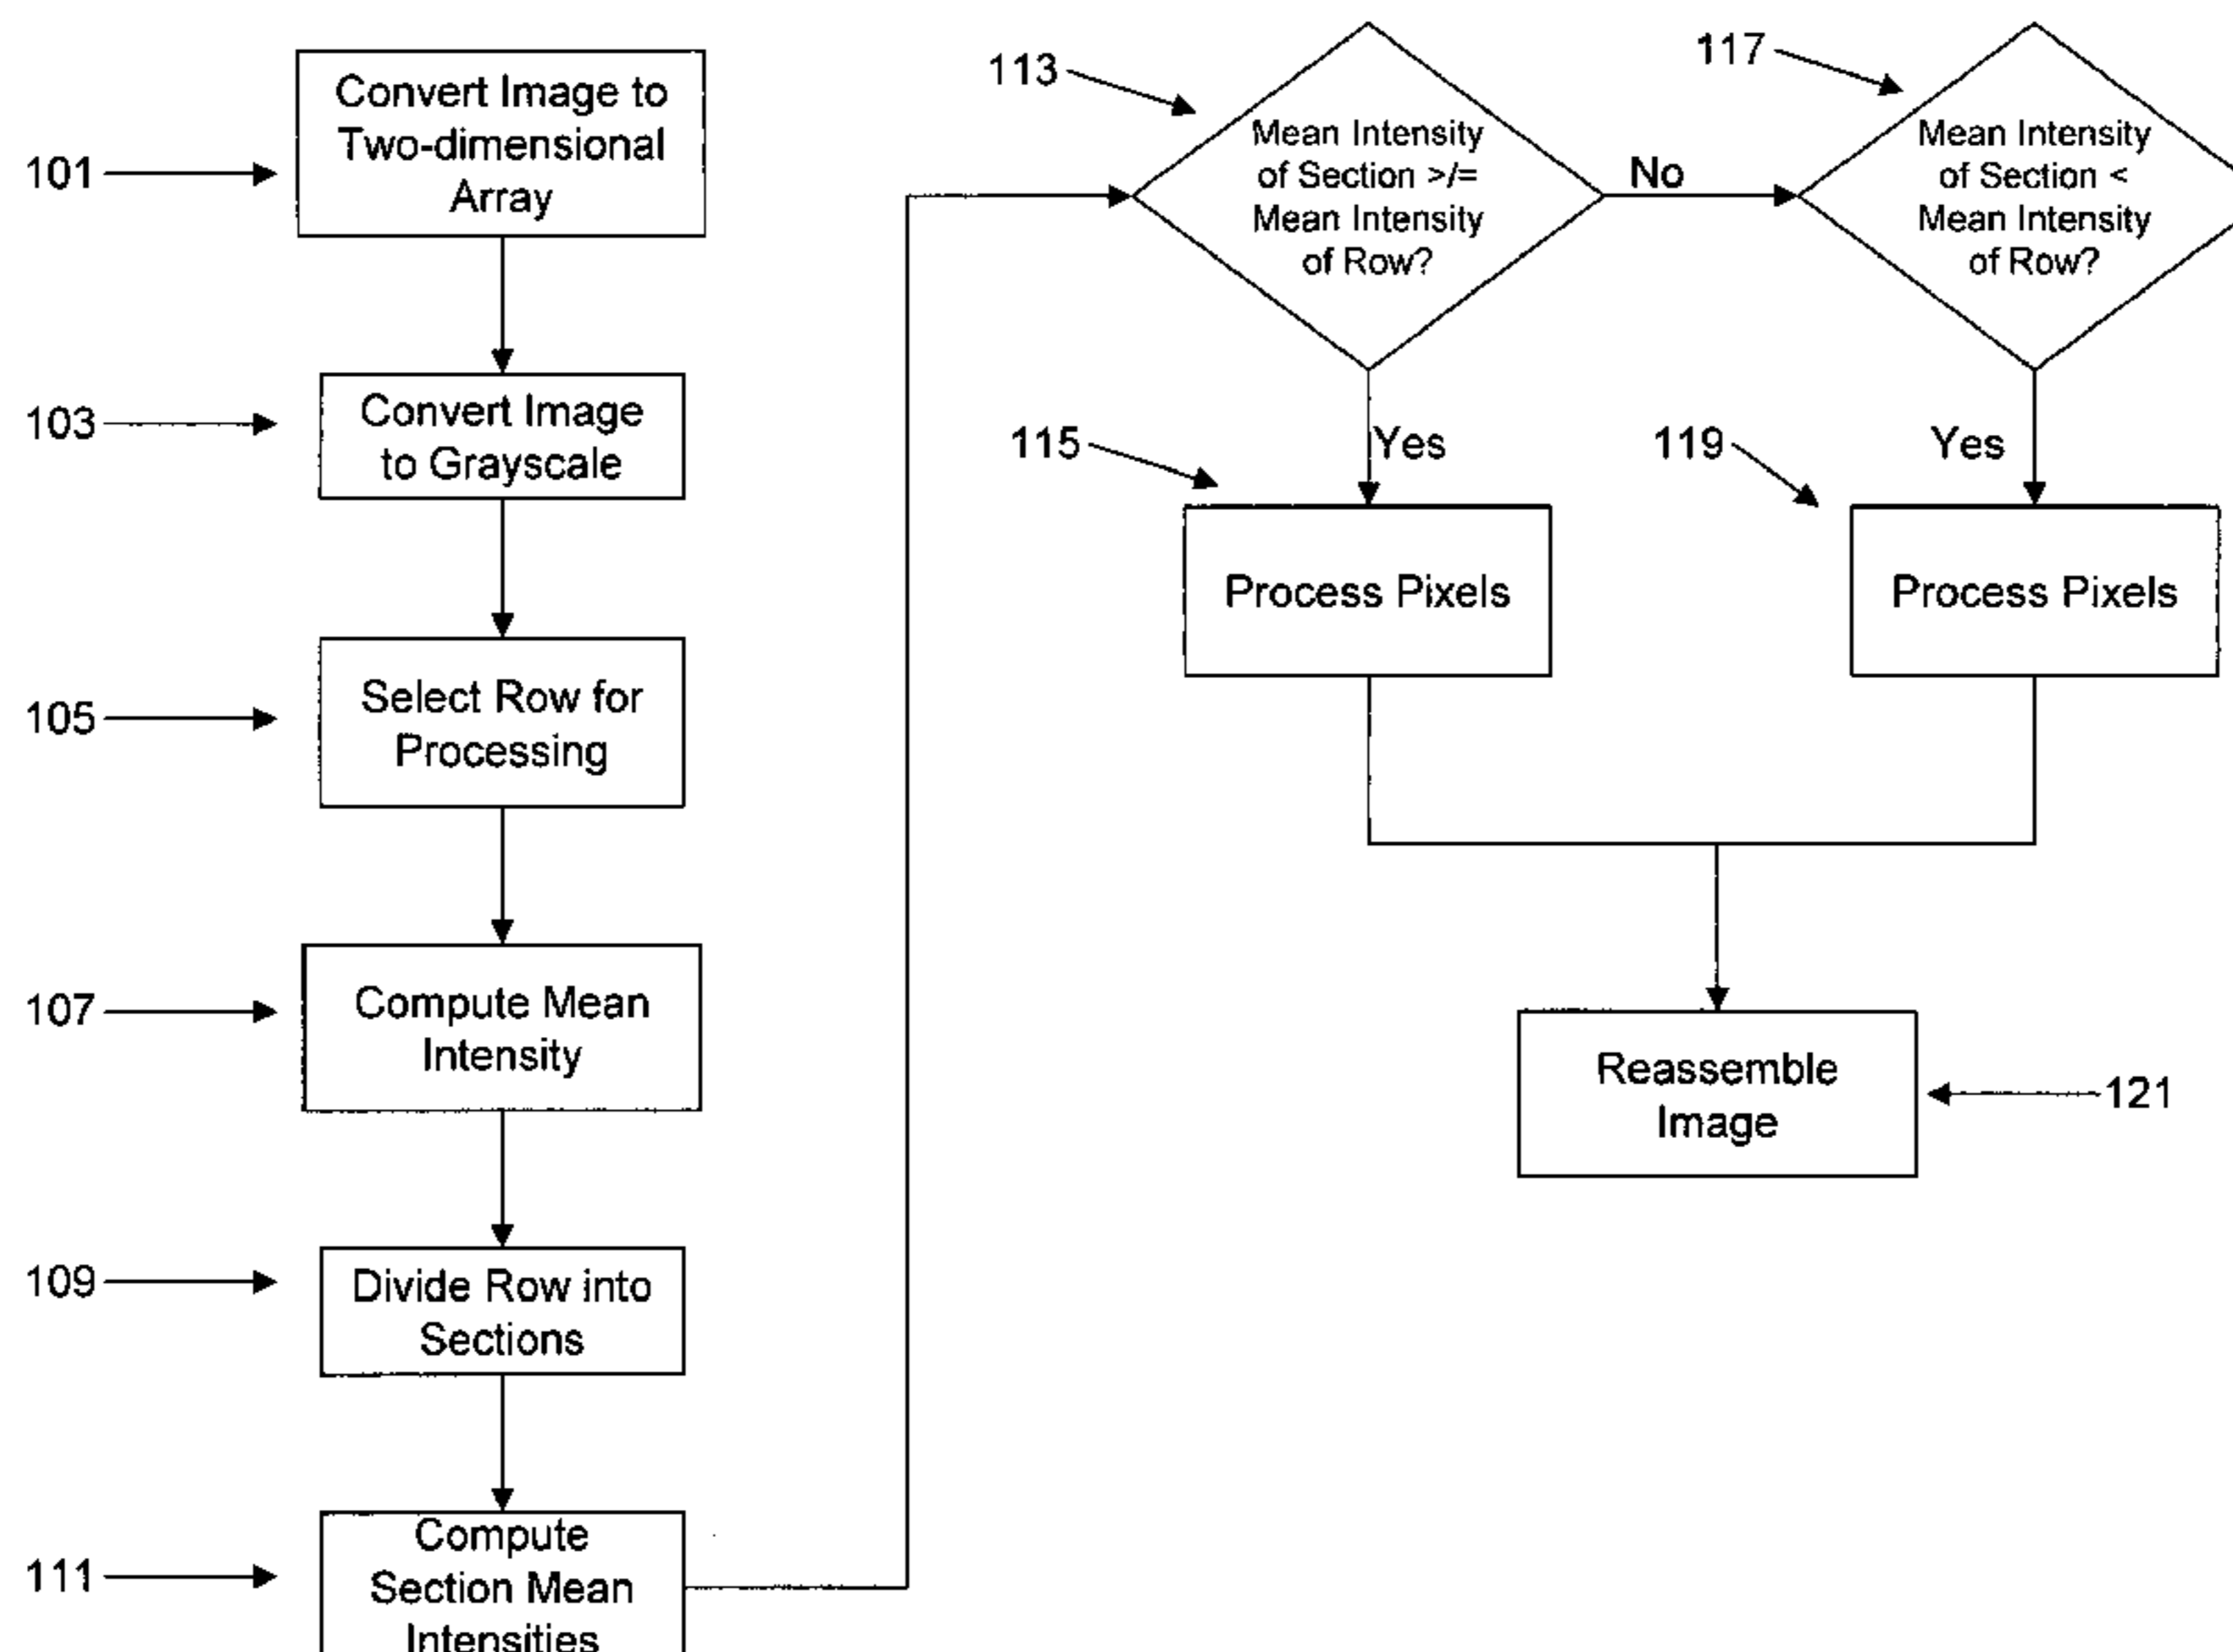 101
Convert Image to
Two-dimensional
Array
103
Convert Image
to Grayscale
105
Select Row for
Processing
107
Compute Mean
Intensity
109
Divide Row into
Sections
111
Compute
Section Mean
Intensities
113
Mean Intensity
of Section >/=
Mean Intensity
of Row?
No
117
Mean Intensity
of Section <
Mean Intensity
of Row?
115
Yes
Process Pixels
119
Yes
Process Pixels
Reassemble
Image
121